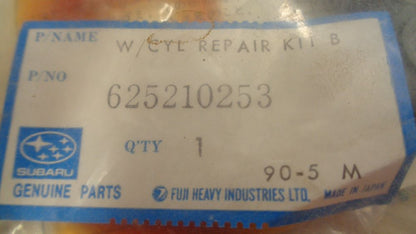 P/NAME W/CYL REPAIR KIT B
P/NO 625210253
Q'TY 1
90-5 M
SUBARU
GENUINE PARTS FUJI HEAVY INDUSTRIES LTD. MADE IN JAPAN